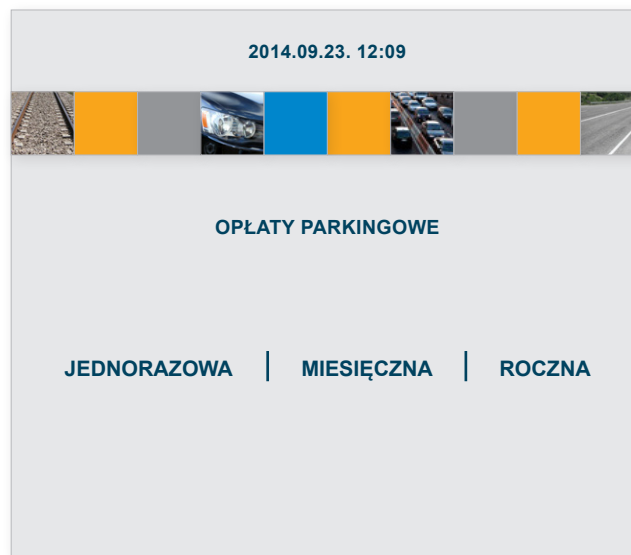 2014.09.23. 12:09
OPŁATY PARKINGOWE
JEDNORAZOWA | MIESIĘCZNA | ROCZNA